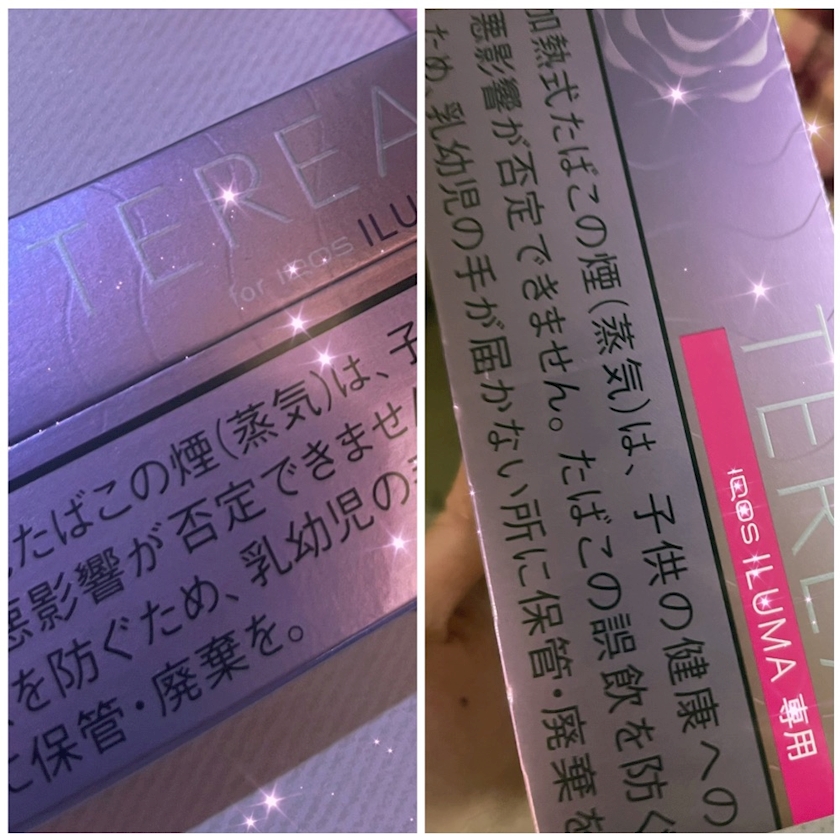 TEREA
for IQOS ILU
たばこの煙(蒸気)は、子
悪影響が否定できませ
を防ぐため、乳幼児の
に保管・廃棄を。
加熱式たばこの煙(蒸気)は、子供の健康への
悪影響が否定できません。たばこの誤飲を防ぐ
ため、乳幼児の手が届かない所に保管・廃棄を
TEREA
IQOS ILUMA 専用